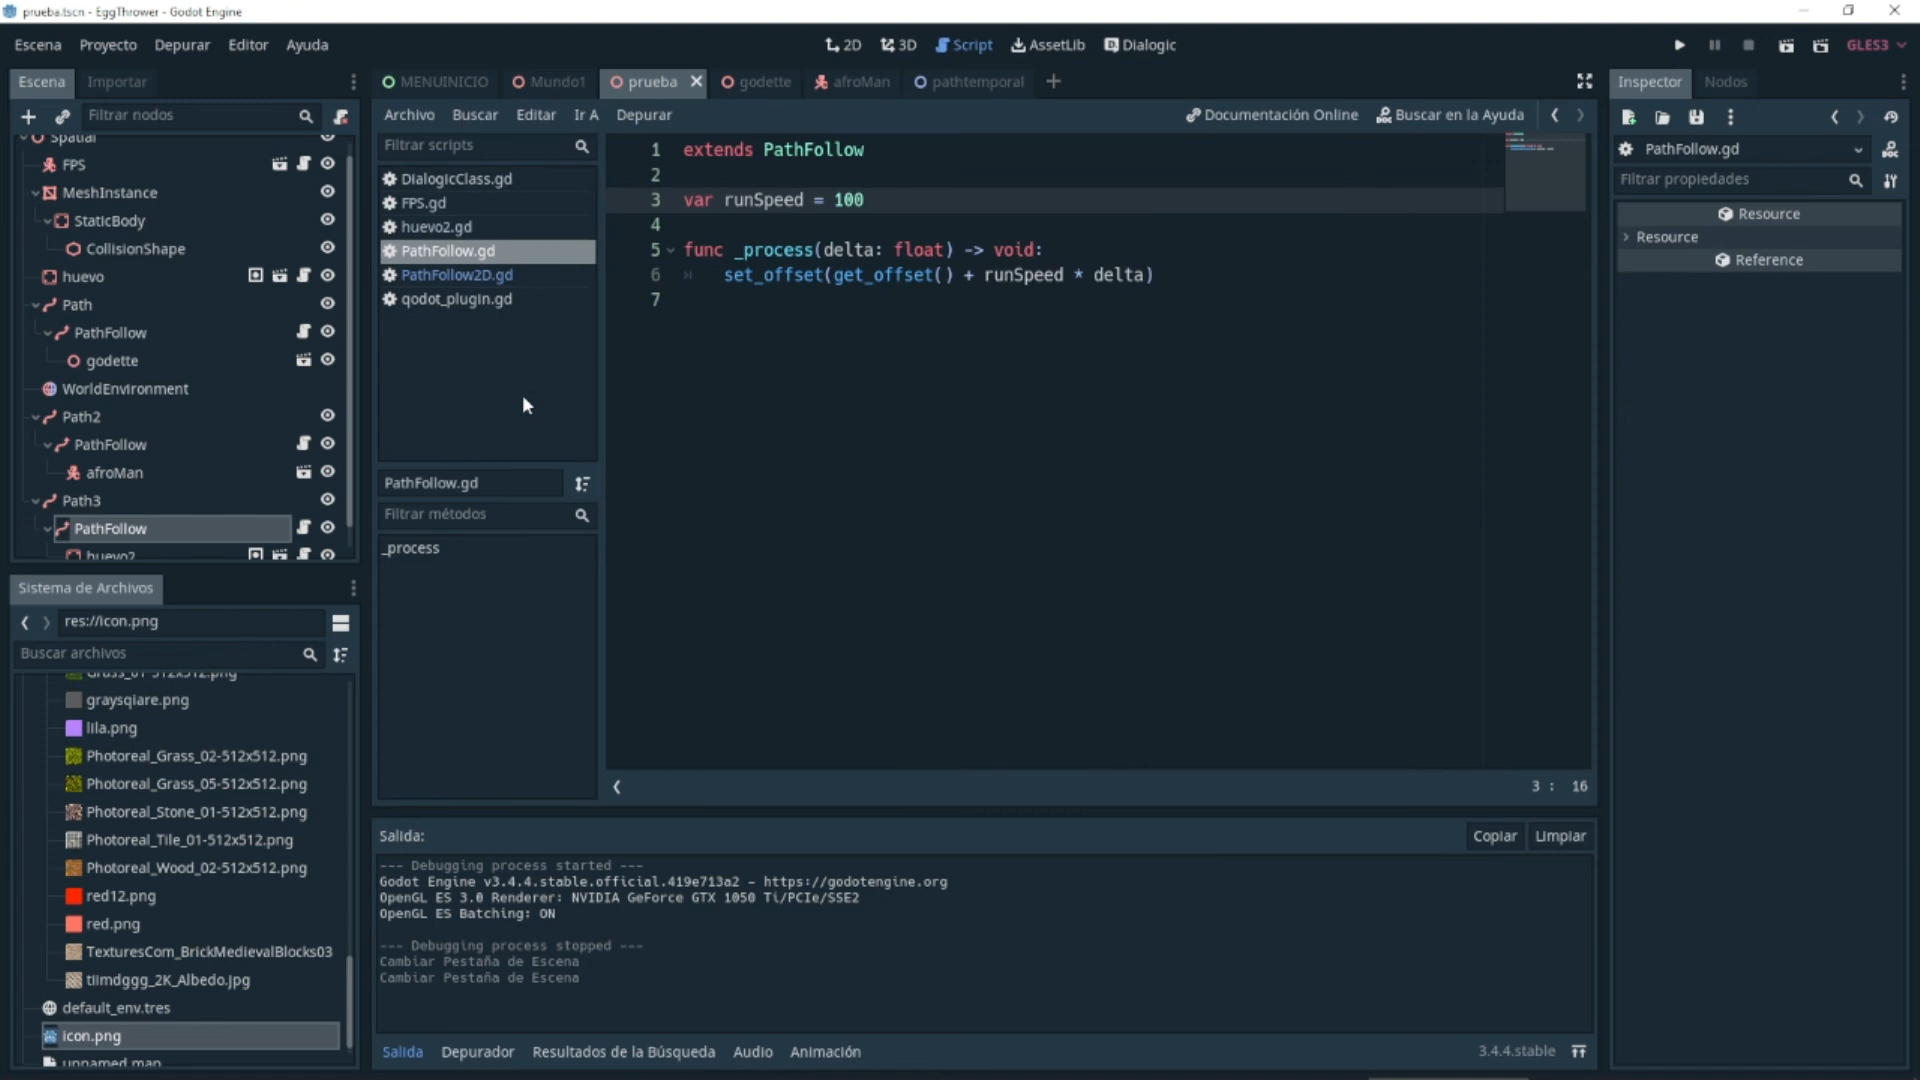 prueba.tscn - EggThrower - Godot Engine
Escena Proyecto Depurar Editor Ayuda
2D 3D Script AssetLib Dialogic
GLES3
Escena Importar
MENUINICIO Mundo1 prueba godette afroMan pathtemporal
Inspector Nodos
Filtrar nodos
Archivo Buscar Editar Ir A Depurar
Documentación Online Buscar en la Ayuda
Spatial
FPS
MeshInstance
StaticBody
CollisionShape
huevo
Path
PathFollow
godette
WorldEnvironment
Path2
PathFollow
afroMan
Path3
PathFollow
huevo2
Filtrar scripts
DialogicClass.gd
FPS.gd
huevo2.gd
PathFollow.gd
PathFollow2D.gd
qodot_plugin.gd
PathFollow.gd
Filtrar métodos
_process
1 extends PathFollow
2
3 var runSpeed = 100
4
5 func _process(delta: float) -> void:
6 set_offset(get_offset() + runSpeed * delta)
7
3 : 16
PathFollow.gd
Filtrar propiedades
Resource
Resource
Reference
Sistema de Archivos
res://icon.png
Buscar archivos
Grass_01-512x512.png
graysqiare.png
lila.png
Photoreal_Grass_02-512x512.png
Photoreal_Grass_05-512x512.png
Photoreal_Stone_01-512x512.png
Photoreal_Tile_01-512x512.png
Photoreal_Wood_02-512x512.png
red12.png
red.png
TexturesCom_BrickMedievalBlocks03
tiimdggg_2K_Albedo.jpg
default_env.tres
icon.png
unnamed.map
Salida:
Copiar Limpiar
--- Debugging process started ---
Godot Engine v3.4.4.stable.official.419e713a2 - https://godotengine.org
OpenGL ES 3.0 Renderer: NVIDIA GeForce GTX 1050 Ti/PCIe/SSE2
OpenGL ES Batching: ON
--- Debugging process stopped ---
Cambiar Pestaña de Escena
Cambiar Pestaña de Escena
Salida Depurador Resultados de la Búsqueda Audio Animación
3.4.4.stable